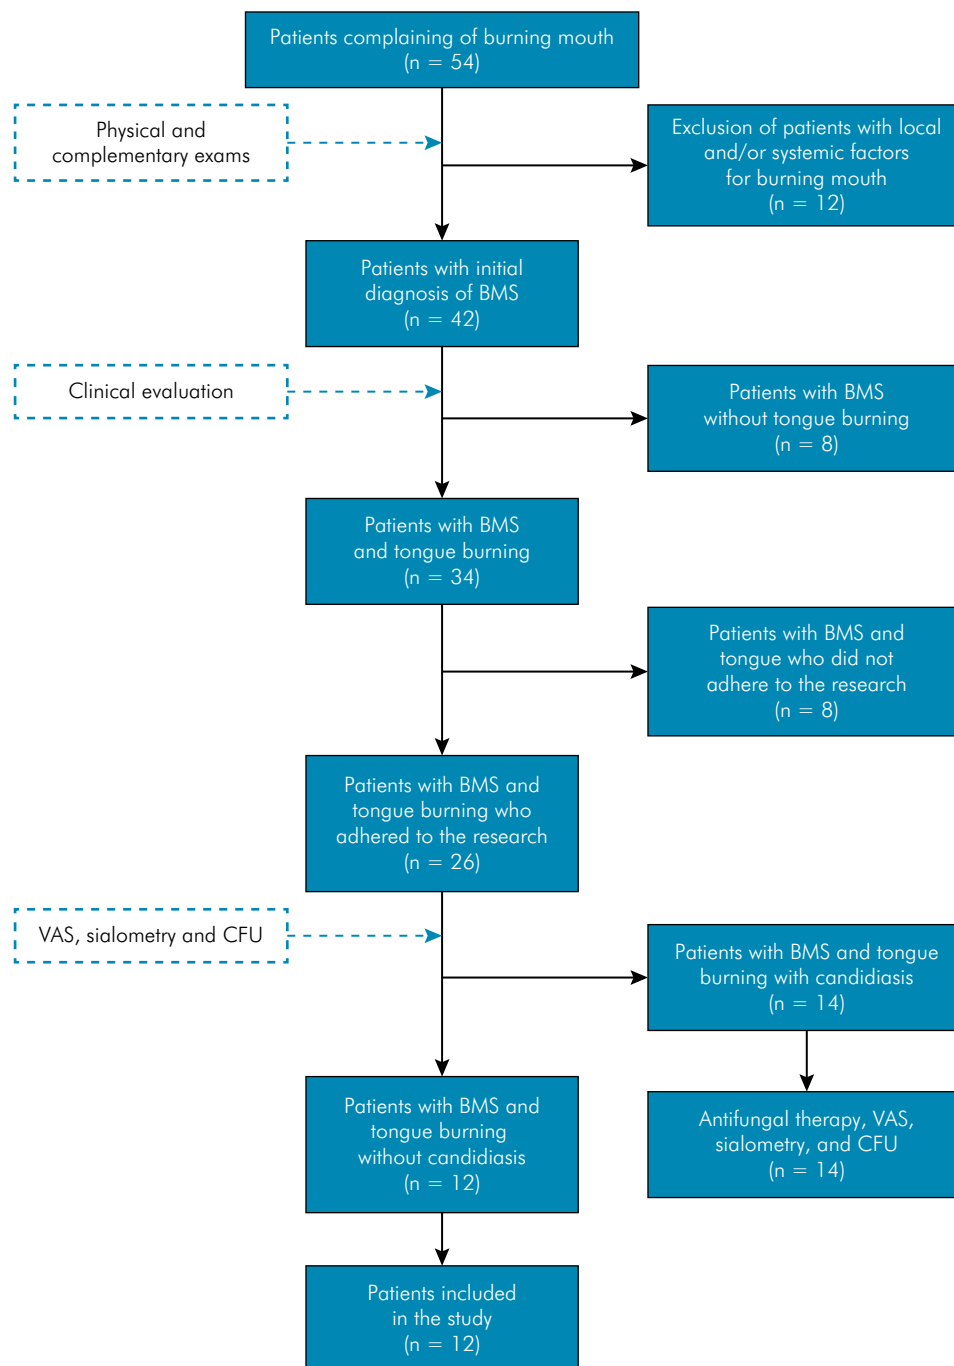 Patients complaining of burning mouth
(n = 54)
Physical and
complementary exams
Exclusion of patients with local
and/or systemic factors
for burning mouth
(n = 12)
Patients with initial
diagnosis of BMS
(n = 42)
Clinical evaluation
Patients with BMS
without tongue burning
(n = 8)
Patients with BMS
and tongue burning
(n = 34)
Patients with BMS and
tongue who did not
adhere to the research
(n = 8)
Patients with BMS and
tongue burning who
adhered to the research
(n = 26)
VAS, sialometry and CFU
Patients with BMS and tongue
burning with candidiasis
(n = 14)
Patients with BMS and
tongue burning
without candidiasis
(n = 12)
Antifungal therapy, VAS,
sialometry, and CFU
(n = 14)
Patients included
in the study
(n = 12)